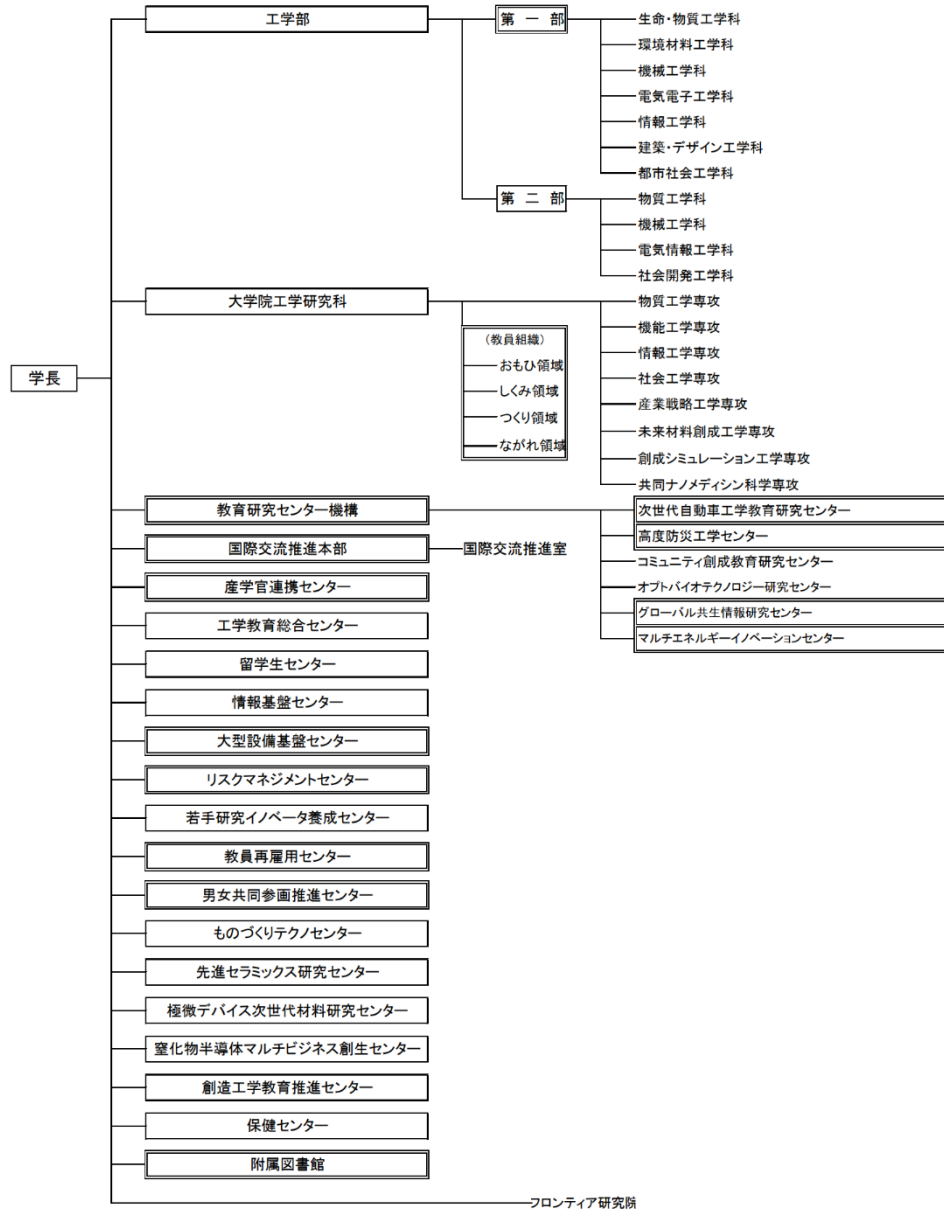 工学部
第一部
生命・物質工学科
環境材料工学科
機械工学科
電気電子工学科
情報工学科
建築・デザイン工学科
都市社会工学科
第二部
物質工学科
機械工学科
電気情報工学科
社会開発工学科
大学院工学研究科
(教員組織)
おもひ領域
しくみ領域
つくり領域
ながれ領域
物質工学専攻
機能工学専攻
情報工学専攻
社会工学専攻
産業戦略工学専攻
未来材料創成工学専攻
創成シミュレーション工学専攻
共同ナノメディシン科学専攻
学長
教育研究センター機構
次世代自動車工学教育研究センター
高度防災工学センター
コミュニティ創成教育研究センター
オプトバイオテクノロジー研究センター
グローバル共生情報研究センター
マルチエネルギーイノベーションセンター
国際交流推進本部
国際交流推進室
産学官連携センター
工学教育総合センター
留学生センター
情報基盤センター
大型設備基盤センター
リスクマネジメントセンター
若手研究イノベータ養成センター
教員再雇用センター
男女共同参画推進センター
ものづくりテクノセンター
先進セラミックス研究センター
極微デバイス次世代材料研究センター
窒化物半導体マルチビジネス創生センター
創造工学教育推進センター
保健センター
附属図書館
フロンティア研究院